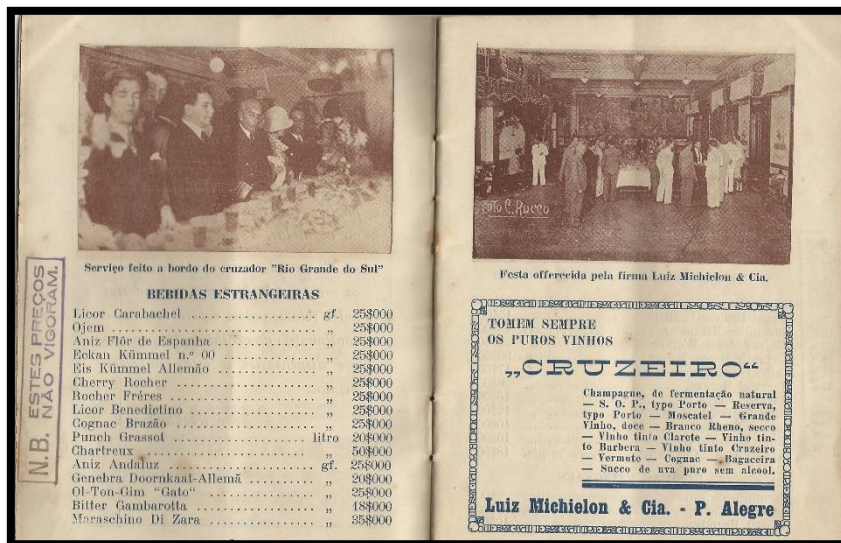 Serviço feito a bordo do cruzador "Rio Grande do Sul"
BEBIDAS ESTRANGEIRAS
Licor Carabachel .................... gf. 25$000
Ojem .................... „ 25$000
Aniz Flôr de Espanha .................... „ 25$000
Eckan Kümmel n.º 00 .................... „ 25$000
Eis Kümmel Allemão .................... „ 25$000
Cherry Rocher .................... „ 25$000
Rocher Fréres .................... „ 25$000
Licor Benedictino .................... „ 25$000
Cognac Brazão .................... „ 25$000
Punch Grassot .................... litro 20$000
Chartreux .................... „ 50$000
Aniz Andaluz .................... gf. 25$000
Genebra Doornkaat-Allemã .................... „ 20$000
Ol-Ton-Gim "Gato" .................... „ 25$000
Bitter Gambarotta .................... „ 18$000
Maraschino Di Zara .................... „ 35$000
N.B. ESTES PREÇOS
NÃO VIGORAM.
FOTO C. ROCCO
Festa offerecida pela firma Luiz Michielon & Cia.
TOMEM SEMPRE
OS PUROS VINHOS
„CRUZEIRO“
Champagne, de fermentação natural
— S. O. P., typo Porto — Reserva,
typo Porto — Moscatel — Grande
Vinho, doce — Branco Rheno, secco
— Vinho tinto Clarete — Vinho tin-
to Barbera — Vinho tinto Cruzeiro
— Vermute — Cognac — Bagaceira
— Succo de uva puro sem alcool.
Luiz Michielon & Cia. - P. Alegre